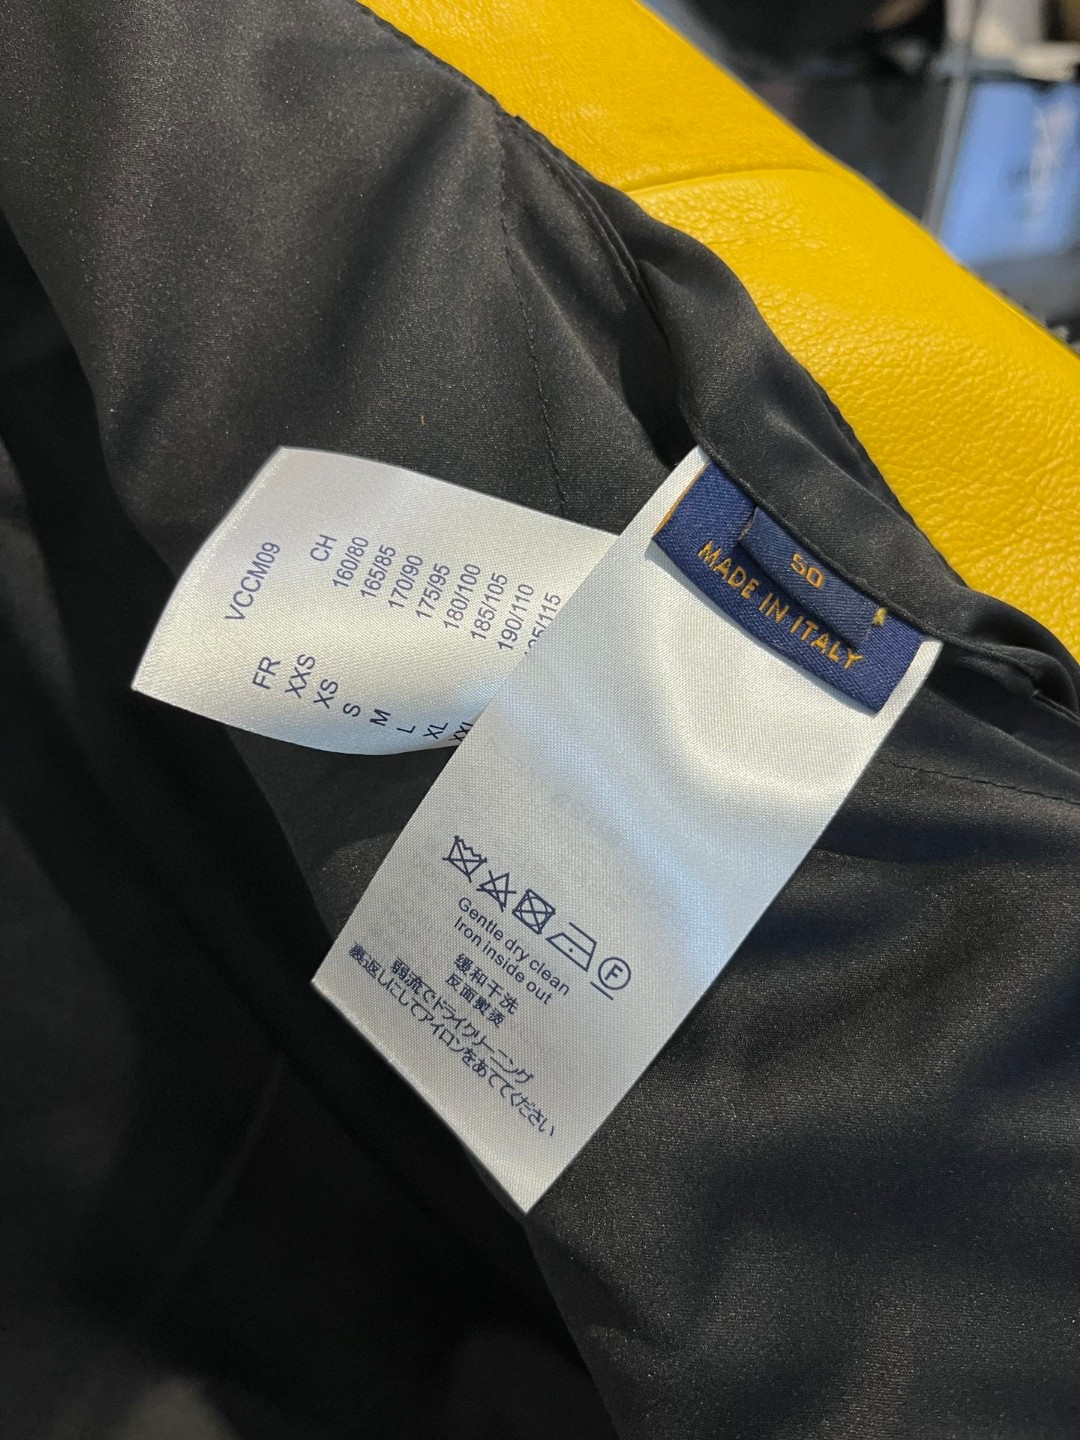 50
MADE IN ITALY
VCCM09
FR CH
XXS 160/80
XS 165/85
S 170/90
M 175/95
L 180/100
XL 185/105
XXL 190/110
F
Gentle dry clean
Iron inside out
缓和干洗
反面熨烫
弱流でドライクリーニング
裏返しにしてアイロンをあててください